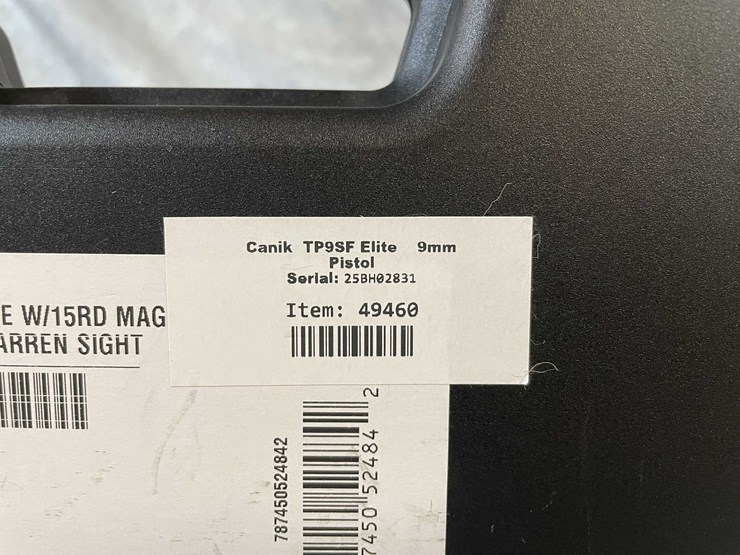 Canik TP9SF Elite 9mm
Pistol
Serial: 25BH02831
Item: 49460
E W/15RD MAG
ARREN SIGHT
787450524842
7450 52484 2